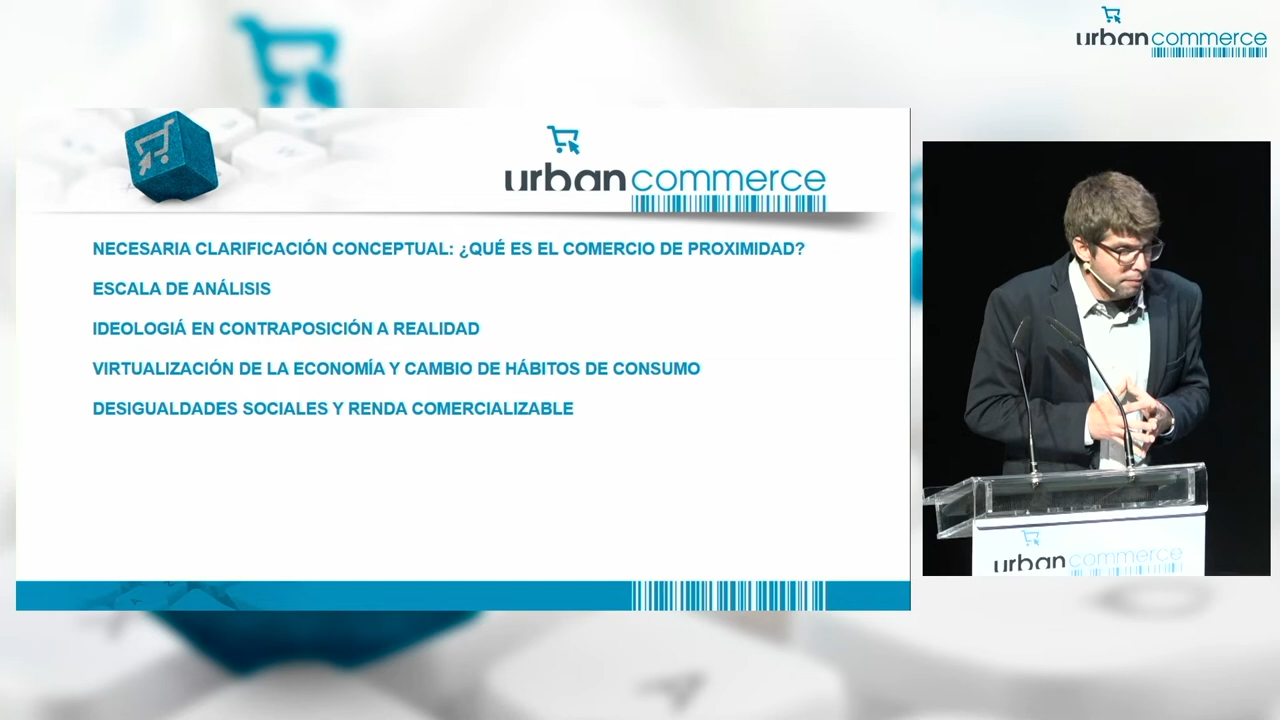 urbancommerce
urbancommerce
NECESARIA CLARIFICACIÓN CONCEPTUAL: ¿QUÉ ES EL COMERCIO DE PROXIMIDAD?
ESCALA DE ANÁLISIS
IDEOLOGIÁ EN CONTRAPOSICIÓN A REALIDAD
VIRTUALIZACIÓN DE LA ECONOMÍA Y CAMBIO DE HÁBITOS DE CONSUMO
DESIGUALDADES SOCIALES Y RENDA COMERCIALIZABLE
urbancommerce